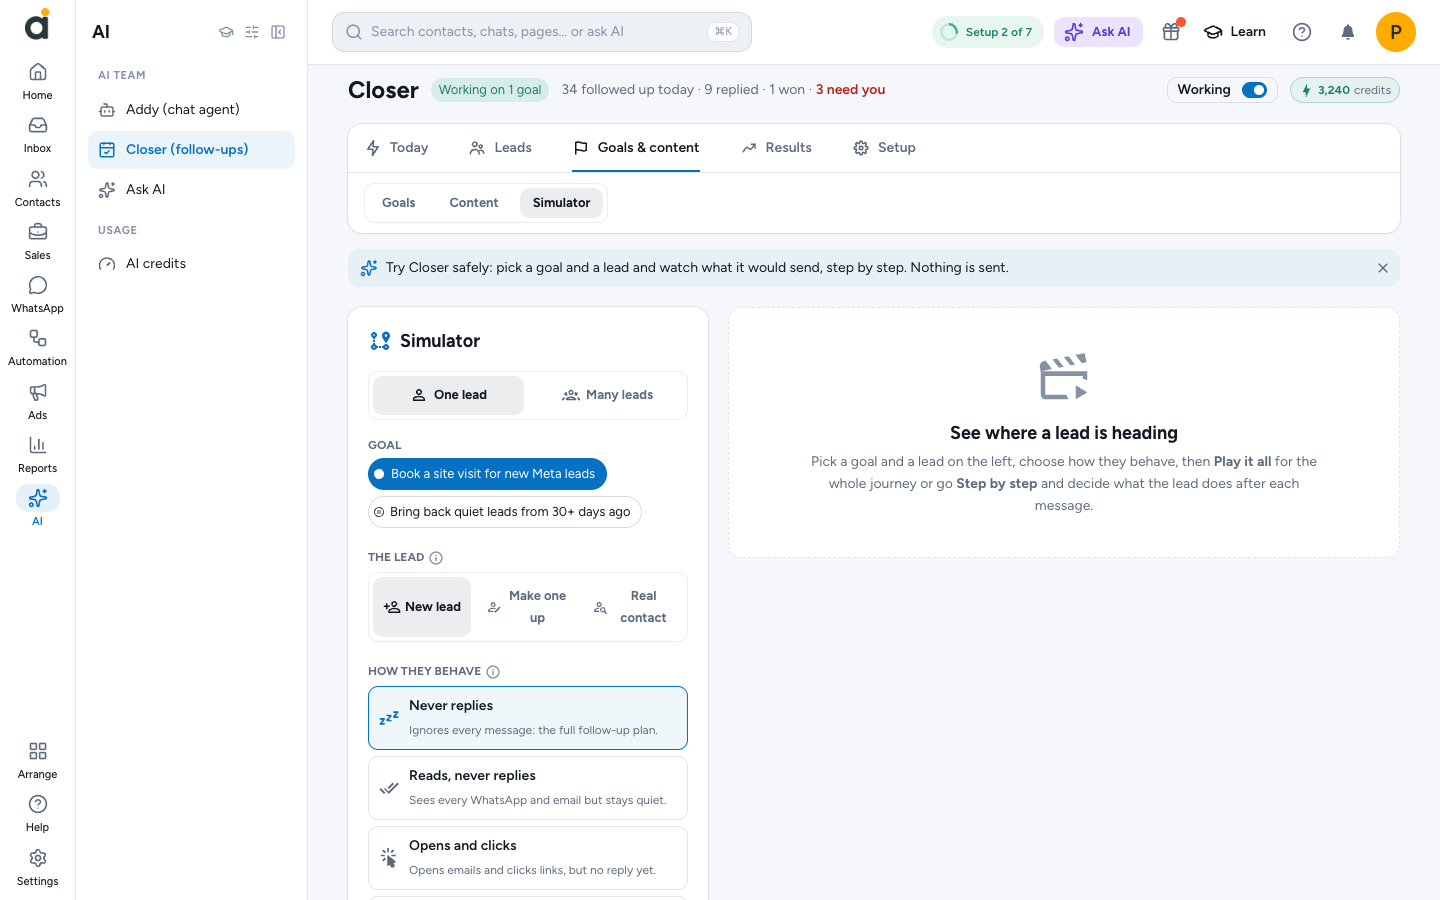 Home
Inbox
Contacts
Sales
WhatsApp
Automation
Ads
Reports
AI
Arrange
Help
Settings
AI
AI TEAM
Addy (chat agent)
Closer (follow-ups)
Ask AI
USAGE
AI credits
Search contacts, chats, pages... or ask AI
⌘K
Setup 2 of 7
Ask AI
Learn
P
Closer
Working on 1 goal
34 followed up today · 9 replied · 1 won · 3 need you
Working
3,240 credits
Today
Leads
Goals & content
Results
Setup
Goals
Content
Simulator
Try Closer safely: pick a goal and a lead and watch what it would send, step by step. Nothing is sent.
Simulator
One lead
Many leads
GOAL
Book a site visit for new Meta leads
Bring back quiet leads from 30+ days ago
THE LEAD
New lead
Make one
up
Real
contact
HOW THEY BEHAVE
Never replies
Ignores every message: the full follow-up plan.
Reads, never replies
Sees every WhatsApp and email but stays quiet.
Opens and clicks
Opens emails and clicks links, but no reply yet.
See where a lead is heading
Pick a goal and a lead on the left, choose how they behave, then Play it all for the
whole journey or go Step by step and decide what the lead does after each
message.